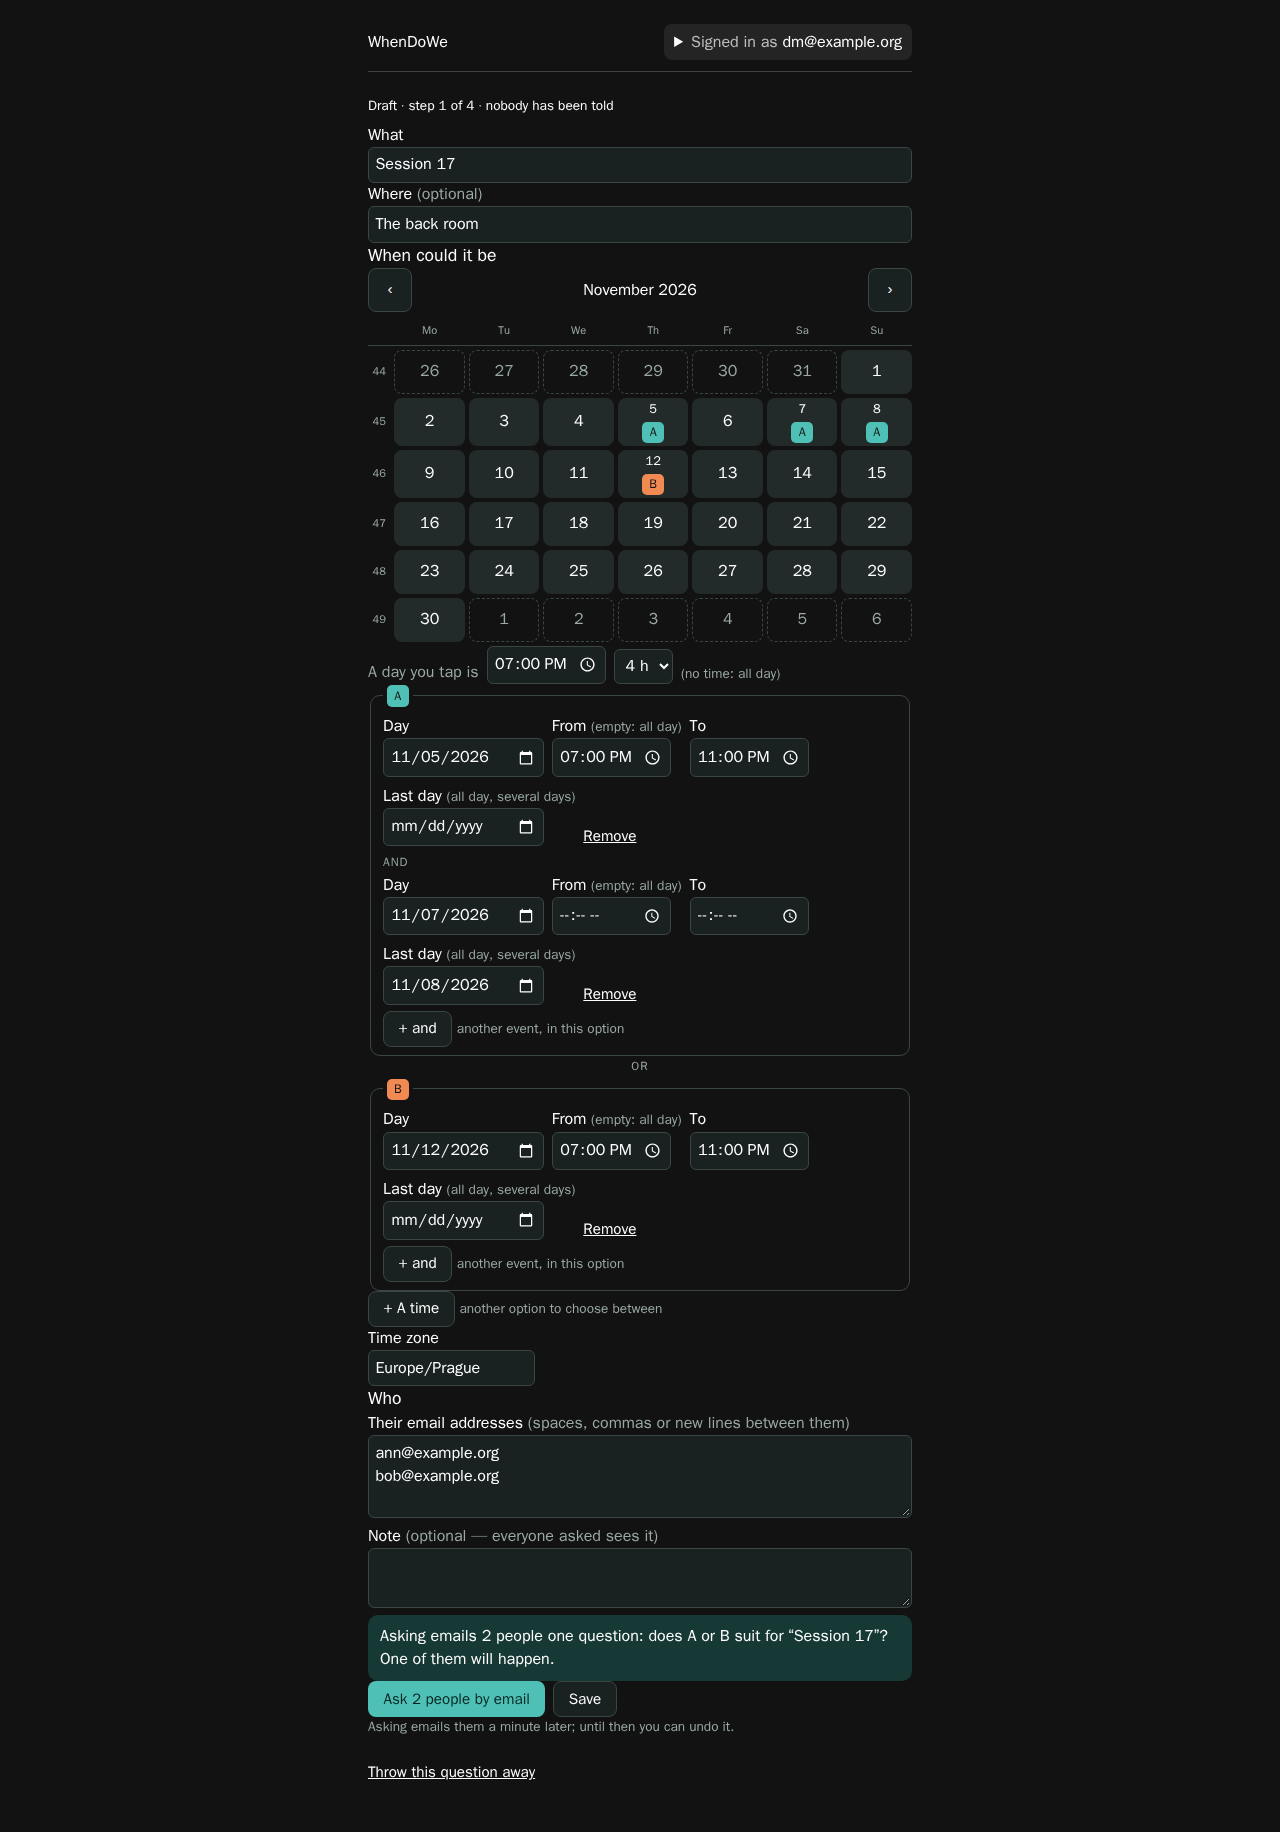 WhenDoWe
▶ Signed in as dm@example.org
Draft · step 1 of 4 · nobody has been told
What
Session 17
Where (optional)
The back room
When could it be
‹ November 2026 ›
Mo Tu We Th Fr Sa Su
44 26 27 28 29 30 31 1
45 2 3 4 5 A 6 7 A 8 A
46 9 10 11 12 B 13 14 15
47 16 17 18 19 20 21 22
48 23 24 25 26 27 28 29
49 30 1 2 3 4 5 6
A day you tap is 07:00 PM 4 h (no time: all day)
A
Day From (empty: all day) To
11/05/2026 07:00 PM 11:00 PM
Last day (all day, several days)
mm/dd/yyyy Remove
AND
Day From (empty: all day) To
11/07/2026 --:-- -- --:-- --
Last day (all day, several days)
11/08/2026 Remove
+ and another event, in this option
OR
B
Day From (empty: all day) To
11/12/2026 07:00 PM 11:00 PM
Last day (all day, several days)
mm/dd/yyyy Remove
+ and another event, in this option
+ A time another option to choose between
Time zone
Europe/Prague
Who
Their email addresses (spaces, commas or new lines between them)
ann@example.org
bob@example.org
Note (optional — everyone asked sees it)
Asking emails 2 people one question: does A or B suit for “Session 17”?
One of them will happen.
Ask 2 people by email Save
Asking emails them a minute later; until then you can undo it.
Throw this question away